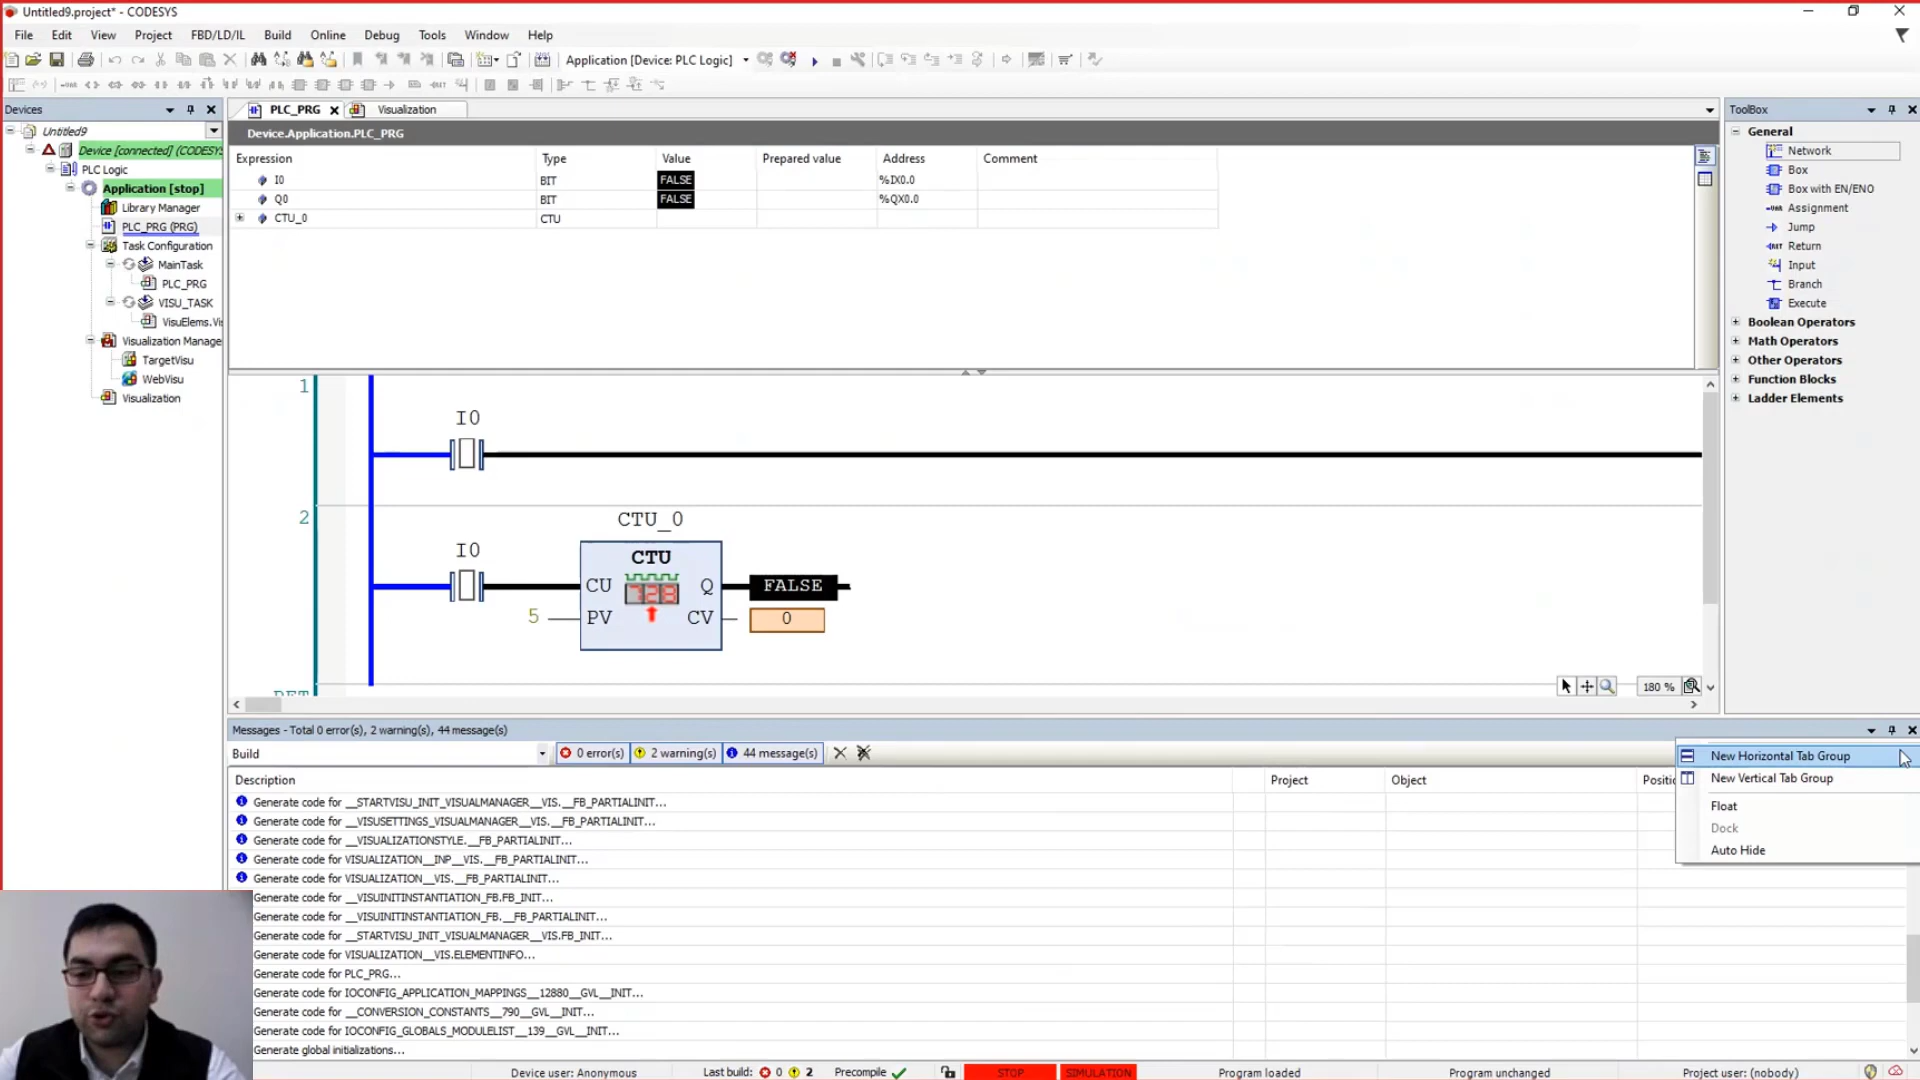 Untitled9.project* - CODESYS
File Edit View Project FBD/LD/IL Build Online Debug Tools Window Help
Application [Device: PLC Logic]
Devices
Untitled9
Device [connected] (CODESYS
PLC Logic
Application [stop]
Library Manager
PLC_PRG (PRG)
Task Configuration
MainTask
PLC_PRG
VISU_TASK
VisuElems.Vis
Visualization Manage
TargetVisu
WebVisu
Visualization
PLC_PRG Visualization
Device.Application.PLC_PRG
Expression Type Value Prepared value Address Comment
I0 BIT FALSE %IX0.0
Q0 BIT FALSE %QX0.0
CTU_0 CTU
1
I0
2
CTU_0
I0
CTU
CU Q FALSE
5 PV CV 0
RET
180 %
ToolBox
General
Network
Box
Box with EN/ENO
Assignment
Jump
Return
Input
Branch
Execute
Boolean Operators
Math Operators
Other Operators
Function Blocks
Ladder Elements
Messages - Total 0 error(s), 2 warning(s), 44 message(s)
Build 0 error(s) 2 warning(s) 44 message(s)
New Horizontal Tab Group
New Vertical Tab Group
Float
Dock
Auto Hide
Description Project Object Positi
Generate code for __STARTVISU_INIT_VISUALMANAGER__VIS.__FB_PARTIALINIT...
Generate code for __VISUSETTINGS_VISUALMANAGER__VIS.__FB_PARTIALINIT...
Generate code for __VISUALIZATIONSTYLE.__FB_PARTIALINIT...
Generate code for VISUALIZATION__INP__VIS.__FB_PARTIALINIT...
Generate code for VISUALIZATION__VIS.__FB_PARTIALINIT...
Generate code for __VISUINITINSTANTIATION_FB.FB_INIT...
Generate code for __VISUINITINSTANTIATION_FB.__FB_PARTIALINIT...
Generate code for __STARTVISU_INIT_VISUALMANAGER__VIS.FB_INIT...
Generate code for VISUALIZATION__VIS.ELEMENTINFO...
Generate code for PLC_PRG...
Generate code for IOCONFIG_APPLICATION_MAPPINGS__12880__GVL__INIT...
Generate code for __CONVERSION_CONSTANTS__790__GVL__INIT...
Generate code for IOCONFIG_GLOBALS_MODULELIST__139__GVL__INIT...
Generate global initializations...
Device user: Anonymous Last build: 0 2 Precompile STOP SIMULATION Program loaded Program unchanged Project user: (nobody)